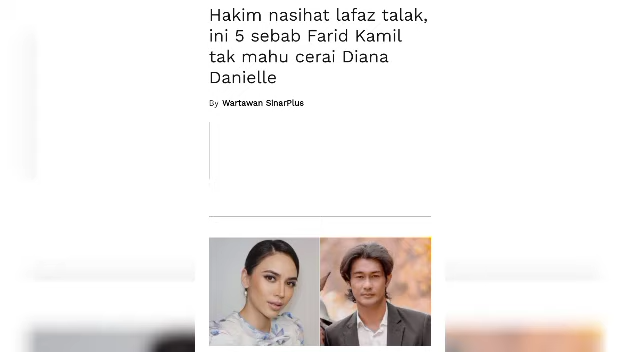 Hakim nasihat lafaz talak,
ini 5 sebab Farid Kamil
tak mahu cerai Diana
Danielle
By Wartawan SinarPlus